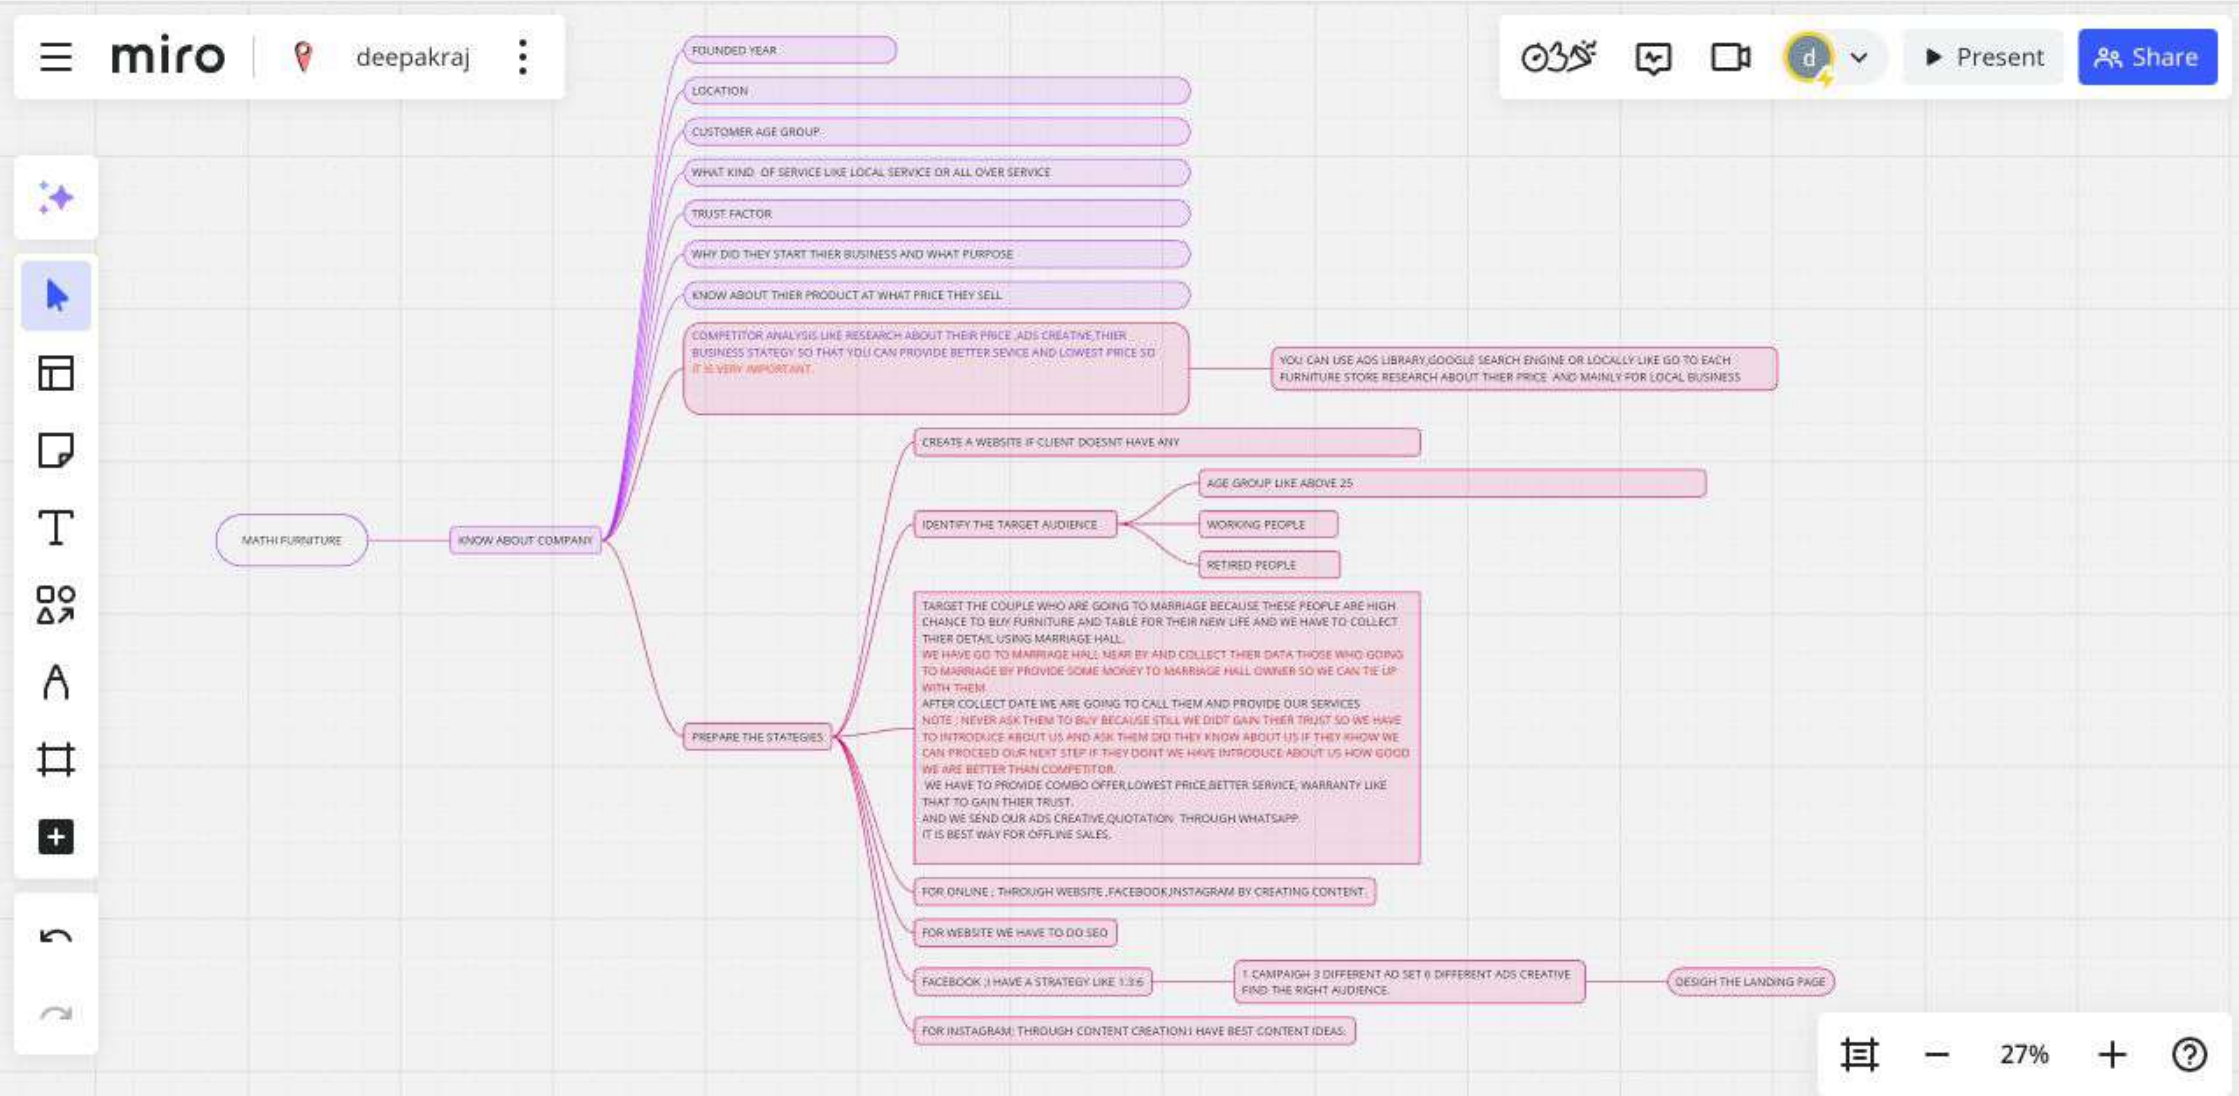 miro
deepakraj
Present
Share
d
FOUNDED YEAR
LOCATION
CUSTOMER AGE GROUP
WHAT KIND OF SERVICE LIKE LOCAL SERVICE OR ALL OVER SERVICE
TRUST FACTOR
WHY DID THEY START THIER BUSINESS AND WHAT PURPOSE
KNOW ABOUT THIER PRODUCT AT WHAT PRICE THEY SELL
COMPETITOR ANALYSIS LIKE RESEARCH ABOUT THEIR PRICE ,ADS CREATIVE,THIER
BUSINESS STATEGY SO THAT YOU CAN PROVIDE BETTER SEVICE AND LOWEST PRICE SO
IT IS VERY IMPORTANT.
YOU CAN USE ADS LIBRARY,GOOGLE SEARCH ENGINE OR LOCALLY LIKE GO TO EACH
FURNITURE STORE RESEARCH ABOUT THIER PRICE AND MAINLY FOR LOCAL BUSINESS
CREATE A WEBSITE IF CLIENT DOESNT HAVE ANY
AGE GROUP LIKE ABOVE 25
IDENTIFY THE TARGET AUDIENCE
WORKING PEOPLE
RETIRED PEOPLE
MATHI FURNITURE
KNOW ABOUT COMPANY
TARGET THE COUPLE WHO ARE GOING TO MARRIAGE BECAUSE THESE PEOPLE ARE HIGH
CHANCE TO BUY FURNITURE AND TABLE FOR THEIR NEW LIFE AND WE HAVE TO COLLECT
THIER DETAIL USING MARRIAGE HALL.
WE HAVE GO TO MARRIAGE HALL NEAR BY AND COLLECT THIER DATA THOSE WHO GOING
TO MARRIAGE BY PROVIDE SOME MONEY TO MARRIAGE HALL OWNER SO WE CAN TIE UP
WITH THEM
AFTER COLLECT DATE WE ARE GOING TO CALL THEM AND PROVIDE OUR SERVICES
NOTE ; NEVER ASK THEM TO BUY BECAUSE STILL WE DIDT GAIN THIER TRUST SO WE HAVE
TO INTRODUCE ABOUT US AND ASK THEM DID THEY KNOW ABOUT US IF THEY KHOW WE
CAN PROCEED OUR NEXT STEP IF THEY DONT WE HAVE INTRODUCE ABOUT US HOW GOOD
WE ARE BETTER THAN COMPETITOR.
WE HAVE TO PROVIDE COMBO OFFER,LOWEST PRICE,BETTER SERVICE, WARRANTY LIKE
THAT TO GAIN THIER TRUST.
AND WE SEND OUR ADS CREATIVE,QUOTATION THROUGH WHATSAPP.
IT IS BEST WAY FOR OFFLINE SALES.
PREPARE THE STATEGIES
FOR ONLINE ; THROUGH WEBSITE ,FACEBOOK,INSTAGRAM BY CREATING CONTENT.
FOR WEBSITE WE HAVE TO DO SEO
FACEBOOK ;I HAVE A STRATEGY LIKE 1:3:6
1 CAMPAIGH 3 DIFFERENT AD SET 6 DIFFERENT ADS CREATIVE
FIND THE RIGHT AUDIENCE.
DESIGH THE LANDING PAGE
FOR INSTAGRAM; THROUGH CONTENT CREATION.I HAVE BEST CONTENT IDEAS.
27%